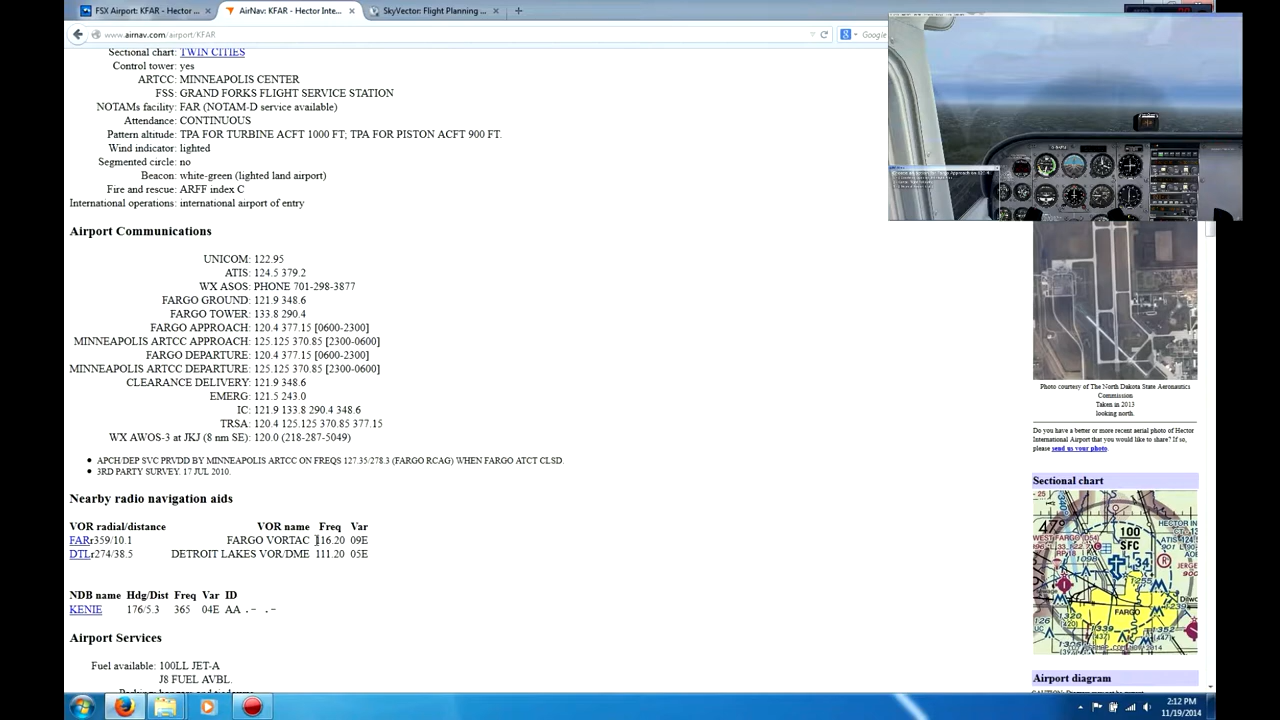 FSX Airport: KFAR - Hector ...
AirNav: KFAR - Hector Inte...
SkyVector: Flight Planning ...
www.airnav.com/airport/KFAR
Google
Sectional chart: TWIN CITIES
Control tower: yes
ARTCC: MINNEAPOLIS CENTER
FSS: GRAND FORKS FLIGHT SERVICE STATION
NOTAMs facility: FAR (NOTAM-D service available)
Attendance: CONTINUOUS
Pattern altitude: TPA FOR TURBINE ACFT 1000 FT; TPA FOR PISTON ACFT 900 FT.
Wind indicator: lighted
Segmented circle: no
Beacon: white-green (lighted land airport)
Fire and rescue: ARFF index C
International operations: international airport of entry
Airport Communications
UNICOM: 122.95
ATIS: 124.5 379.2
WX ASOS: PHONE 701-298-3877
FARGO GROUND: 121.9 348.6
FARGO TOWER: 133.8 290.4
FARGO APPROACH: 120.4 377.15 [0600-2300]
MINNEAPOLIS ARTCC APPROACH: 125.125 370.85 [2300-0600]
FARGO DEPARTURE: 120.4 377.15 [0600-2300]
MINNEAPOLIS ARTCC DEPARTURE: 125.125 370.85 [2300-0600]
CLEARANCE DELIVERY: 121.9 348.6
EMERG: 121.5 243.0
IC: 121.9 133.8 290.4 348.6
TRSA: 120.4 125.125 370.85 377.15
WX AWOS-3 at JKJ (8 nm SE): 120.0 (218-287-5049)
APCH/DEP SVC PRVDD BY MINNEAPOLIS ARTCC ON FREQS 127.35/278.3 (FARGO RCAG) WHEN FARGO ATCT CLSD.
3RD PARTY SURVEY. 17 JUL 2010.
Nearby radio navigation aids
VOR radial/distance VOR name Freq Var
FARr359/10.1 FARGO VORTAC 116.20 09E
DTLr274/38.5 DETROIT LAKES VOR/DME 111.20 05E
NDB name Hdg/Dist Freq Var ID
KENIE 176/5.3 365 04E AA .- .-
Airport Services
Fuel available: 100LL JET-A
J8 FUEL AVBL.
Photo courtesy of The North Dakota State Aeronautics
Commission
Taken in 2013
looking north.
Do you have a better or more recent aerial photo of Hector
International Airport that you would like to share? If so,
please send us your photo.
Sectional chart
47°
100
SFC
34
FARGO
Airport diagram
2:12 PM
11/19/2014